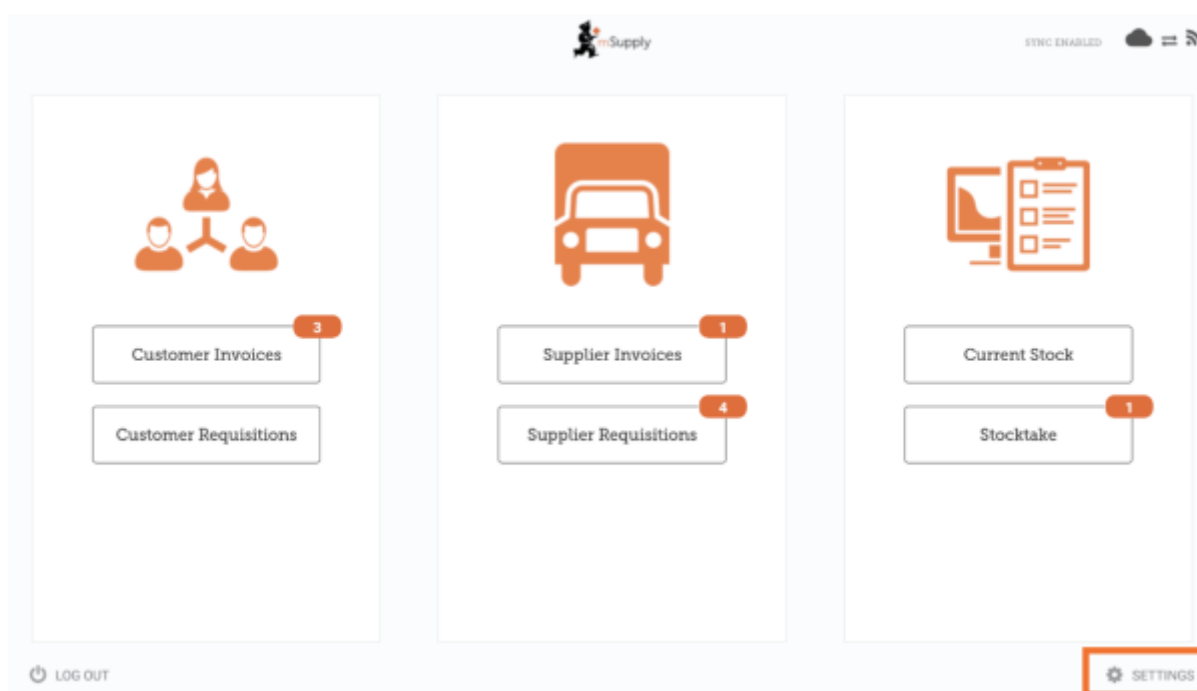 mSupply
SYNC ENABLED
3
Customer Invoices
Customer Requisitions
1
Supplier Invoices
4
Supplier Requisitions
Current Stock
1
Stocktake
LOG OUT
SETTINGS